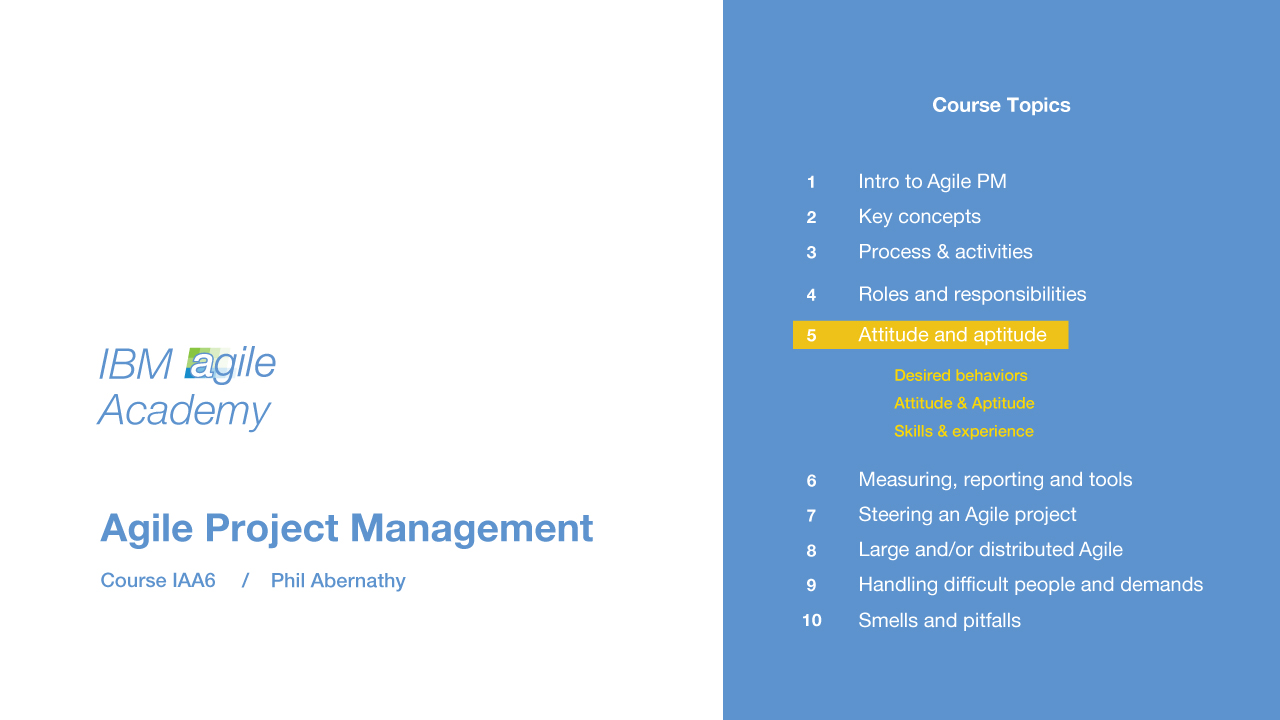 IBM agile
Academy
Agile Project Management
Course IAA6 / Phil Abernathy
Course Topics
1 Intro to Agile PM
2 Key concepts
3 Process & activities
4 Roles and responsibilities
5 Attitude and aptitude
Desired behaviors
Attitude & Aptitude
Skills & experience
6 Measuring, reporting and tools
7 Steering an Agile project
8 Large and/or distributed Agile
9 Handling difficult people and demands
10 Smells and pitfalls